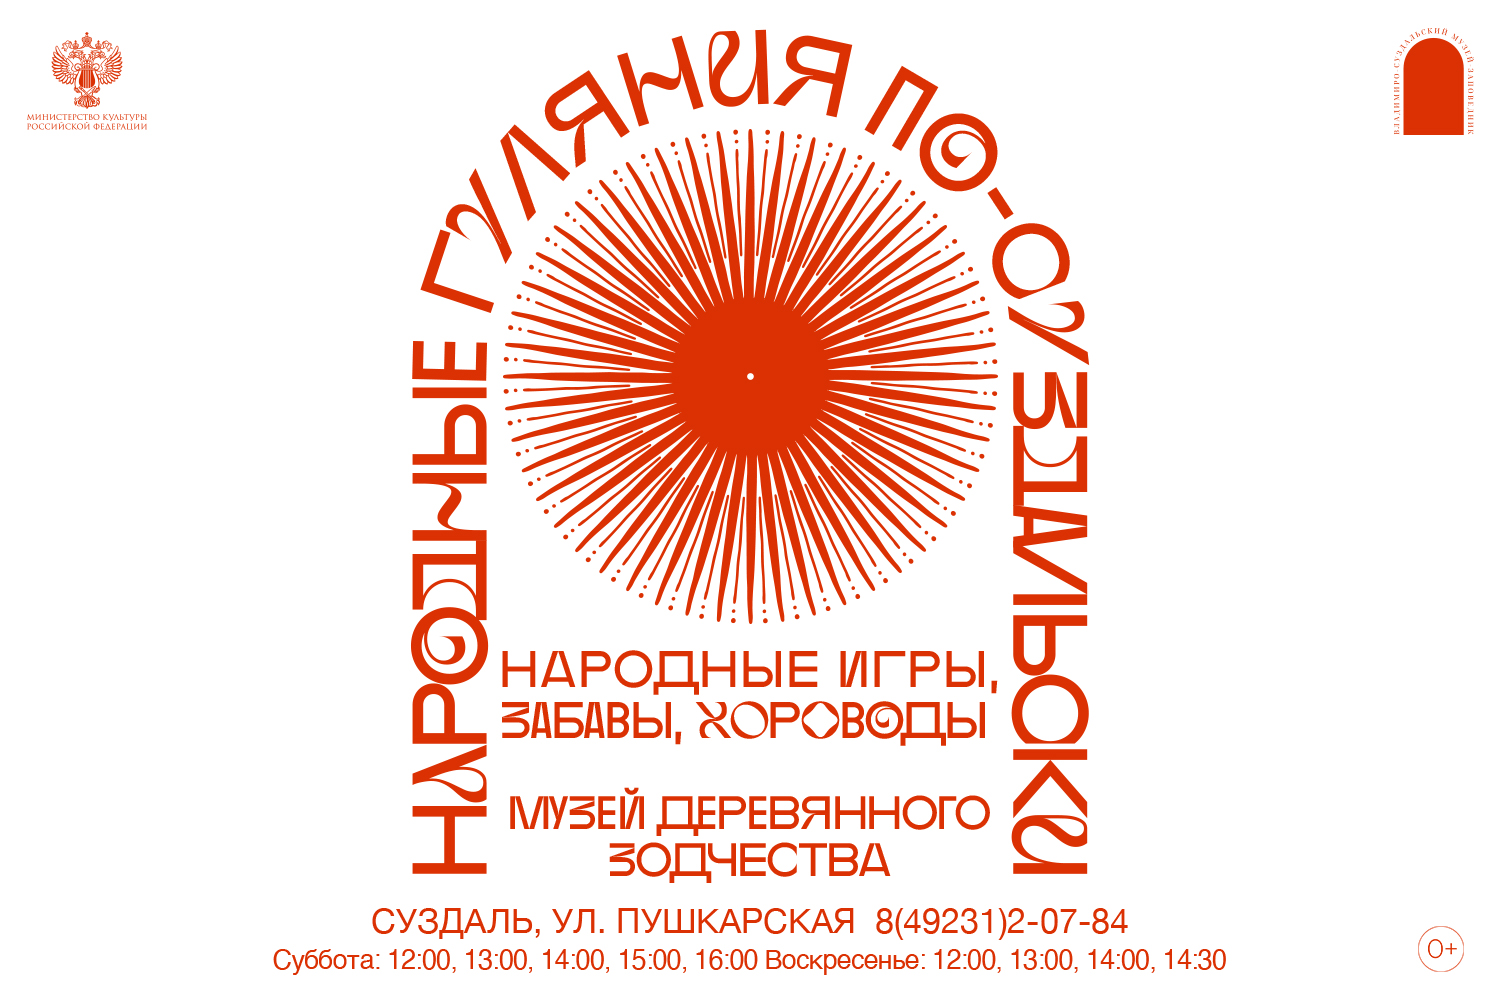 МИНИСТЕРСТВО КУЛЬТУРЫ
РОССИЙСКОЙ ФЕДЕРАЦИИ
ВЛАДИМИРО-СУЗДАЛЬСКИЙ МУЗЕЙ ЗАПОВЕДНИК
НАРОДНЫЕ ГУЛЯНИЯ ПО-СУЗДАЛЬСКИ
НАРОДНЫЕ ИГРЫ,
ЗАБАВЫ, ХОРОВОДЫ
МУЗЕЙ ДЕРЕВЯННОГО
ЗОДЧЕСТВА
СУЗДАЛЬ, УЛ. ПУШКАРСКАЯ 8(49231)2-07-84
Суббота: 12:00, 13:00, 14:00, 15:00, 16:00 Воскресенье: 12:00, 13:00, 14:00, 14:30
0+